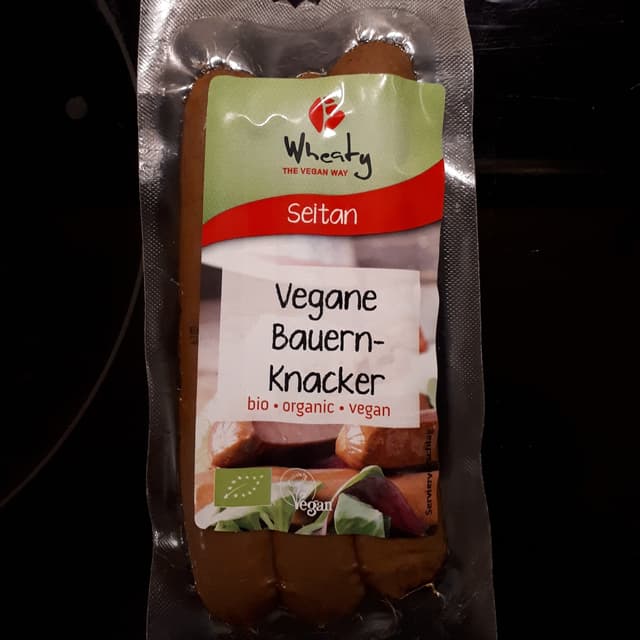 Wheaty
THE VEGAN WAY
Seitan
Vegane
Bauern-
Knacker
bio • organic • vegan
Vegan